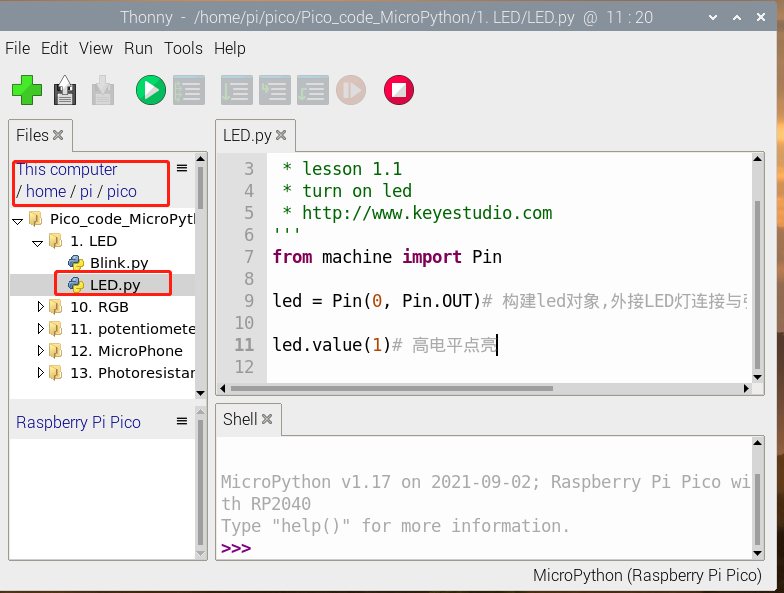 Thonny - /home/pi/pico/Pico_code_MicroPython/1. LED/LED.py @ 11 : 20
File Edit View Run Tools Help
Files
This computer
/ home / pi / pico
Pico_code_MicroPyt
1. LED
Blink.py
LED.py
10. RGB
11. potentiomete
12. MicroPhone
13. Photoresistar
Raspberry Pi Pico
LED.py
3 * lesson 1.1
4 * turn on led
5 * http://www.keyestudio.com
6 '''
7 from machine import Pin
8
9 led = Pin(0, Pin.OUT)# 构建led对象,外接LED灯连接与
10
11 led.value(1)# 高电平点亮
12
Shell
MicroPython v1.17 on 2021-09-02; Raspberry Pi Pico wi
th RP2040
Type "help()" for more information.
>>>
MicroPython (Raspberry Pi Pico)